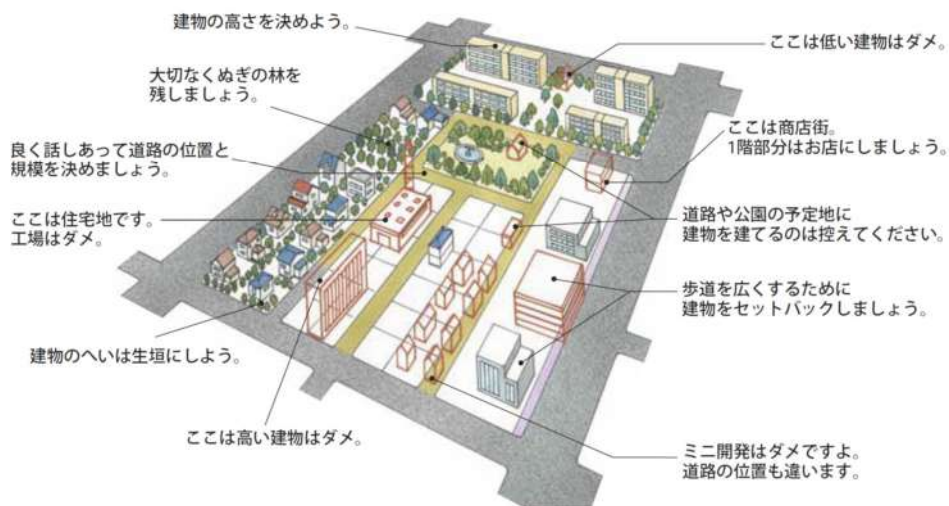 建物の高さを決めよう。
ここは低い建物はダメ。
大切なくぬぎの林を
残しましょう。
ここは商店街。
1階部分はお店にしましょう。
良く話しあって道路の位置と
規模を決めましょう。
道路や公園の予定地に
建物を建てるのは控えてください。
ここは住宅地です。
工場はダメ。
歩道を広くするために
建物をセットバックしましょう。
建物のへいは生垣にしよう。
ここは高い建物はダメ。
ミニ開発はダメですよ。
道路の位置も違います。